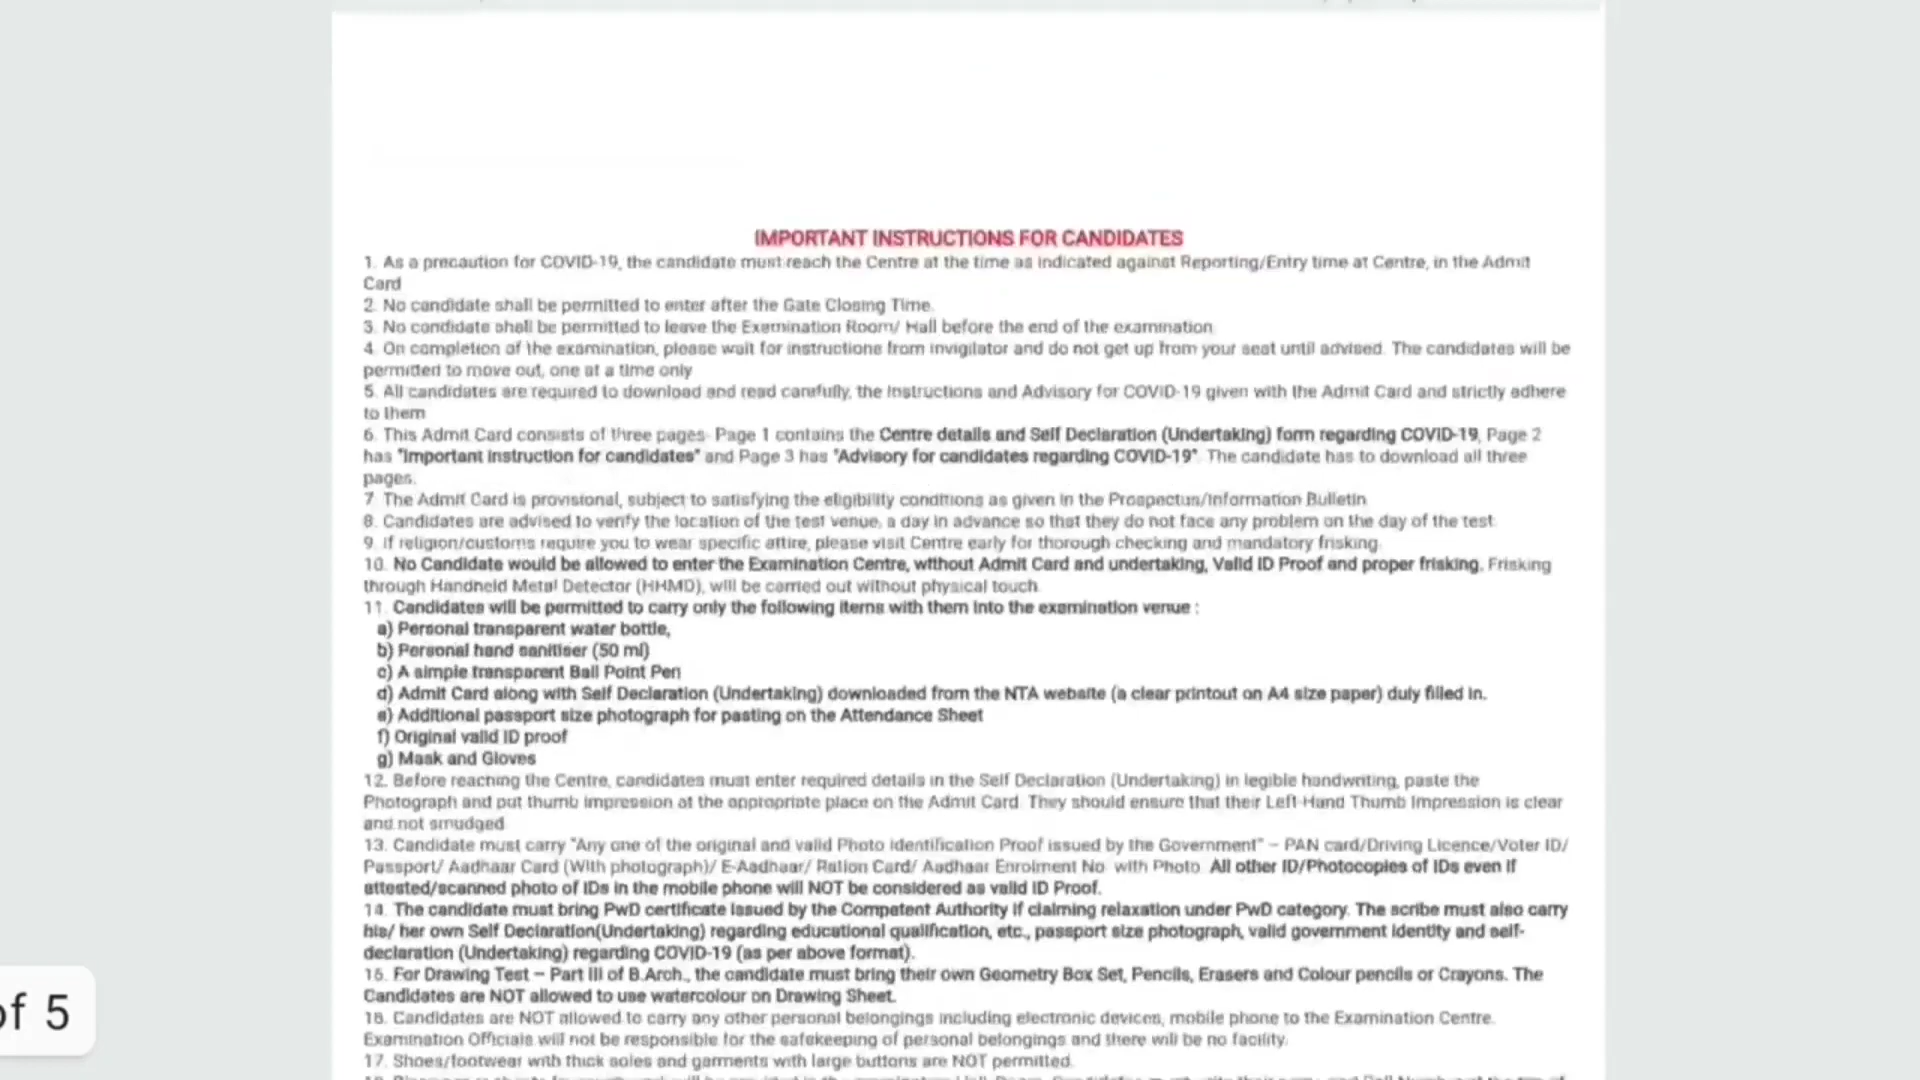 IMPORTANT INSTRUCTIONS FOR CANDIDATES
1. As a precaution for COVID-19, the candidate must reach the Centre at the time as indicated against Reporting/Entry time at Centre, in the Admit
Card
2. No candidate shall be permitted to enter after the Gate Closing Time.
3. No candidate shall be permitted to leave the Examination Room/ Hall before the end of the examination.
4. On completion of the examination, please wait for instructions from invigilator and do not get up from your seat until advised. The candidates will be
permitted to move out, one at a time only
5. All candidates are required to download and read carefully, the Instructions and Advisory for COVID-19 given with the Admit Card and strictly adhere
to them
6. This Admit Card consists of three pages- Page 1 contains the Centre details and Self Declaration (Undertaking) form regarding COVID-19, Page 2
has "Important instruction for candidates" and Page 3 has "Advisory for candidates regarding COVID-19". The candidate has to download all three
pages.
7. The Admit Card is provisional, subject to satisfying the eligibility conditions as given in the Prospectus/Information Bulletin.
8. Candidates are advised to verify the location of the test venue, a day in advance so that they do not face any problem on the day of the test.
9. If religion/customs require you to wear specific attire, please visit Centre early for thorough checking and mandatory frisking.
10. No Candidate would be allowed to enter the Examination Centre, without Admit Card and undertaking, Valid ID Proof and proper frisking. Frisking
through Handheld Metal Detector (HHMD), will be carried out without physical touch.
11. Candidates will be permitted to carry only the following items with them into the examination venue :
a) Personal transparent water bottle,
b) Personal hand sanitiser (50 ml)
c) A simple transparent Ball Point Pen
d) Admit Card along with Self Declaration (Undertaking) downloaded from the NTA website (a clear printout on A4 size paper) duly filled in.
e) Additional passport size photograph for pasting on the Attendance Sheet
f) Original valid ID proof
g) Mask and Gloves
12. Before reaching the Centre, candidates must enter required details in the Self Declaration (Undertaking) in legible handwriting, paste the
Photograph and put thumb impression at the appropriate place on the Admit Card. They should ensure that their Left-Hand Thumb Impression is clear
and not smudged
13. Candidate must carry "Any one of the original and valid Photo Identification Proof issued by the Government" – PAN card/Driving Licence/Voter ID/
Passport/ Aadhaar Card (With photograph)/ E-Aadhaar/ Ration Card/ Aadhaar Enrolment No. with Photo. All other ID/Photocopies of IDs even if
attested/scanned photo of IDs in the mobile phone will NOT be considered as valid ID Proof.
14. The candidate must bring PwD certificate issued by the Competent Authority if claiming relaxation under PwD category. The scribe must also carry
his/ her own Self Declaration(Undertaking) regarding educational qualification, etc., passport size photograph, valid government identity and self-
declaration (Undertaking) regarding COVID-19 (as per above format).
15. For Drawing Test – Part III of B.Arch., the candidate must bring their own Geometry Box Set, Pencils, Erasers and Colour pencils or Crayons. The
Candidates are NOT allowed to use watercolour on Drawing Sheet.
16. Candidates are NOT allowed to carry any other personal belongings including electronic devices, mobile phone to the Examination Centre.
Examination Officials will not be responsible for the safekeeping of personal belongings and there will be no facility.
17. Shoes/footwear with thick soles and garments with large buttons are NOT permitted.
of 5